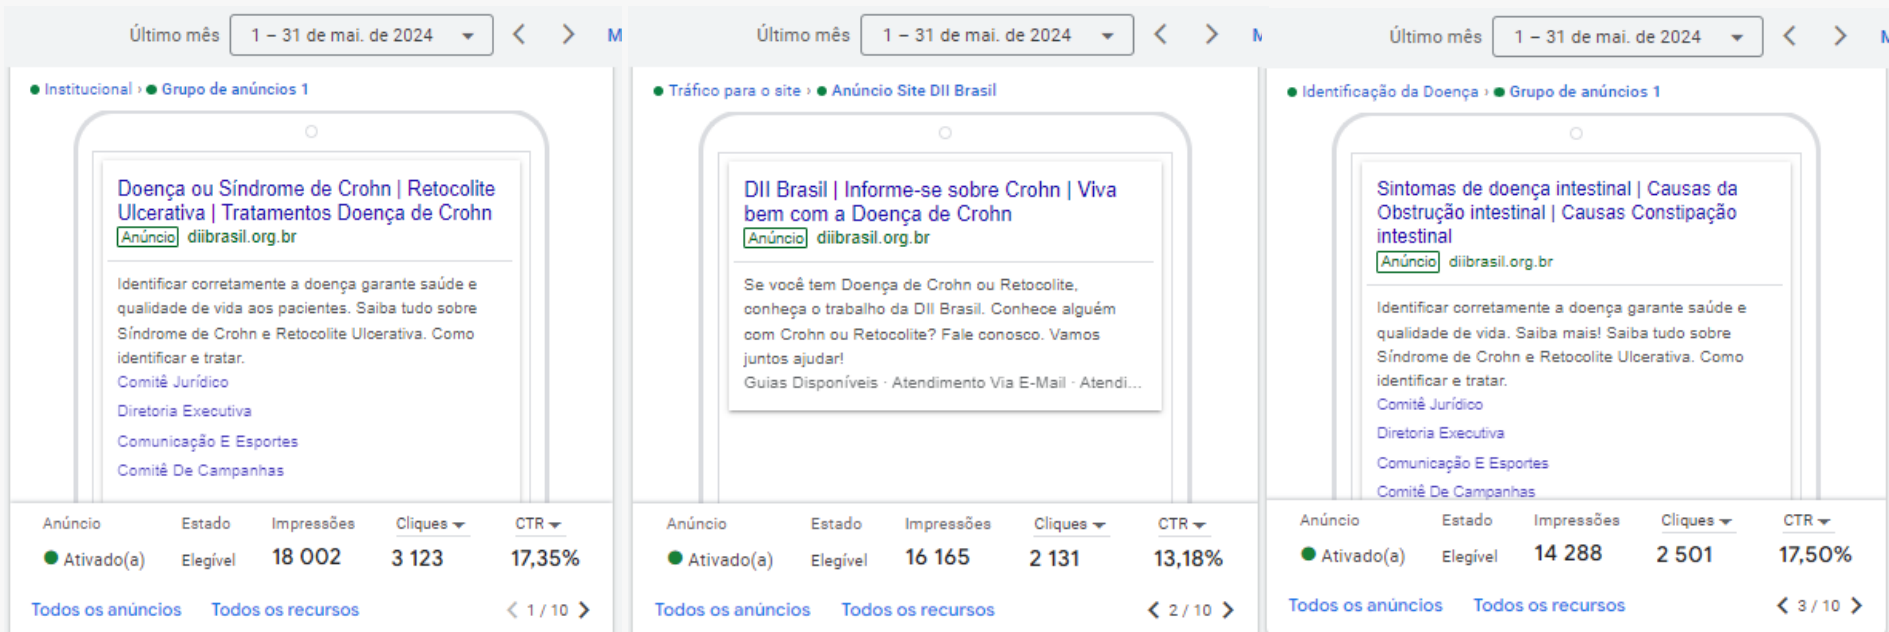 Último mês 1 – 31 de mai. de 2024
Institucional › Grupo de anúncios 1
Doença ou Síndrome de Crohn | Retocolite
Ulcerativa | Tratamentos Doença de Crohn
Anúncio diibrasil.org.br
Identificar corretamente a doença garante saúde e
qualidade de vida aos pacientes. Saiba tudo sobre
Síndrome de Crohn e Retocolite Ulcerativa. Como
identificar e tratar.
Comitê Jurídico
Diretoria Executiva
Comunicação E Esportes
Comitê De Campanhas
Anúncio Estado Impressões Cliques CTR
Ativado(a) Elegível 18 002 3 123 17,35%
Todos os anúncios Todos os recursos 1 / 10
Último mês 1 – 31 de mai. de 2024
Tráfico para o site › Anúncio Site DII Brasil
DII Brasil | Informe-se sobre Crohn | Viva
bem com a Doença de Crohn
Anúncio diibrasil.org.br
Se você tem Doença de Crohn ou Retocolite,
conheça o trabalho da DII Brasil. Conhece alguém
com Crohn ou Retocolite? Fale conosco. Vamos
juntos ajudar!
Guias Disponíveis · Atendimento Via E-Mail · Atendi...
Anúncio Estado Impressões Cliques CTR
Ativado(a) Elegível 16 165 2 131 13,18%
Todos os anúncios Todos os recursos 2 / 10
Último mês 1 – 31 de mai. de 2024
Identificação da Doença › Grupo de anúncios 1
Sintomas de doença intestinal | Causas da
Obstrução intestinal | Causas Constipação
intestinal
Anúncio diibrasil.org.br
Identificar corretamente a doença garante saúde e
qualidade de vida. Saiba mais! Saiba tudo sobre
Síndrome de Crohn e Retocolite Ulcerativa. Como
identificar e tratar.
Comitê Jurídico
Diretoria Executiva
Comunicação E Esportes
Comitê De Campanhas
Anúncio Estado Impressões Cliques CTR
Ativado(a) Elegível 14 288 2 501 17,50%
Todos os anúncios Todos os recursos 3 / 10